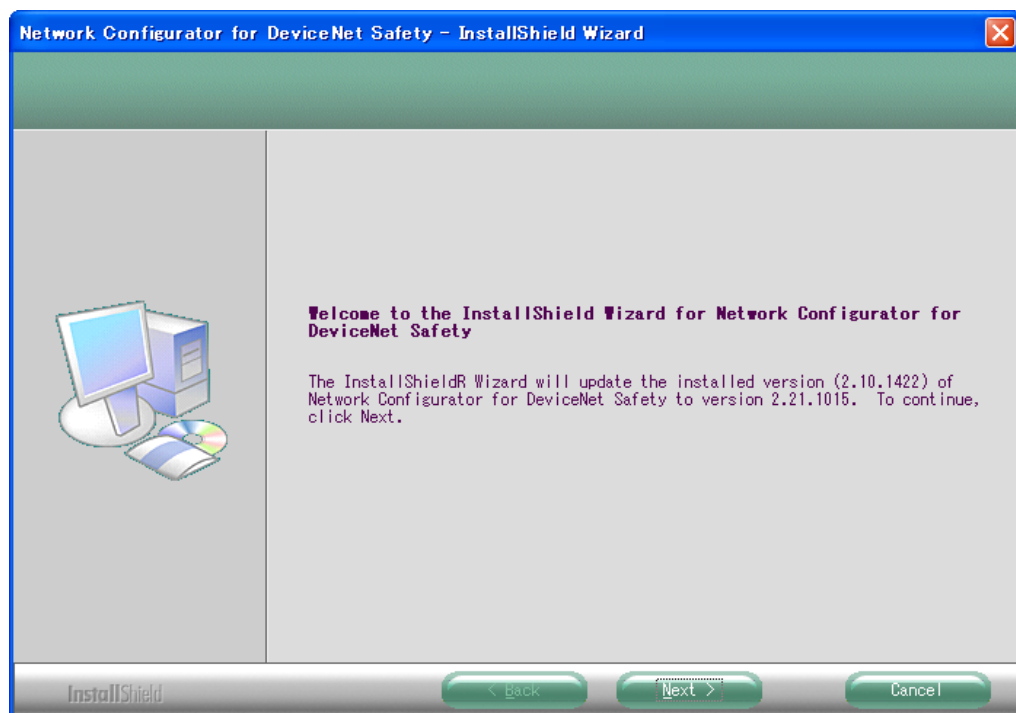 Network Configurator for DeviceNet Safety - InstallShield Wizard
Welcome to the InstallShield Wizard for Network Configurator for
DeviceNet Safety
The InstallShieldR Wizard will update the installed version (2.10.1422) of
Network Configurator for DeviceNet Safety to version 2.21.1015.  To continue,
click Next.
InstallShield
< Back
Next >
Cancel